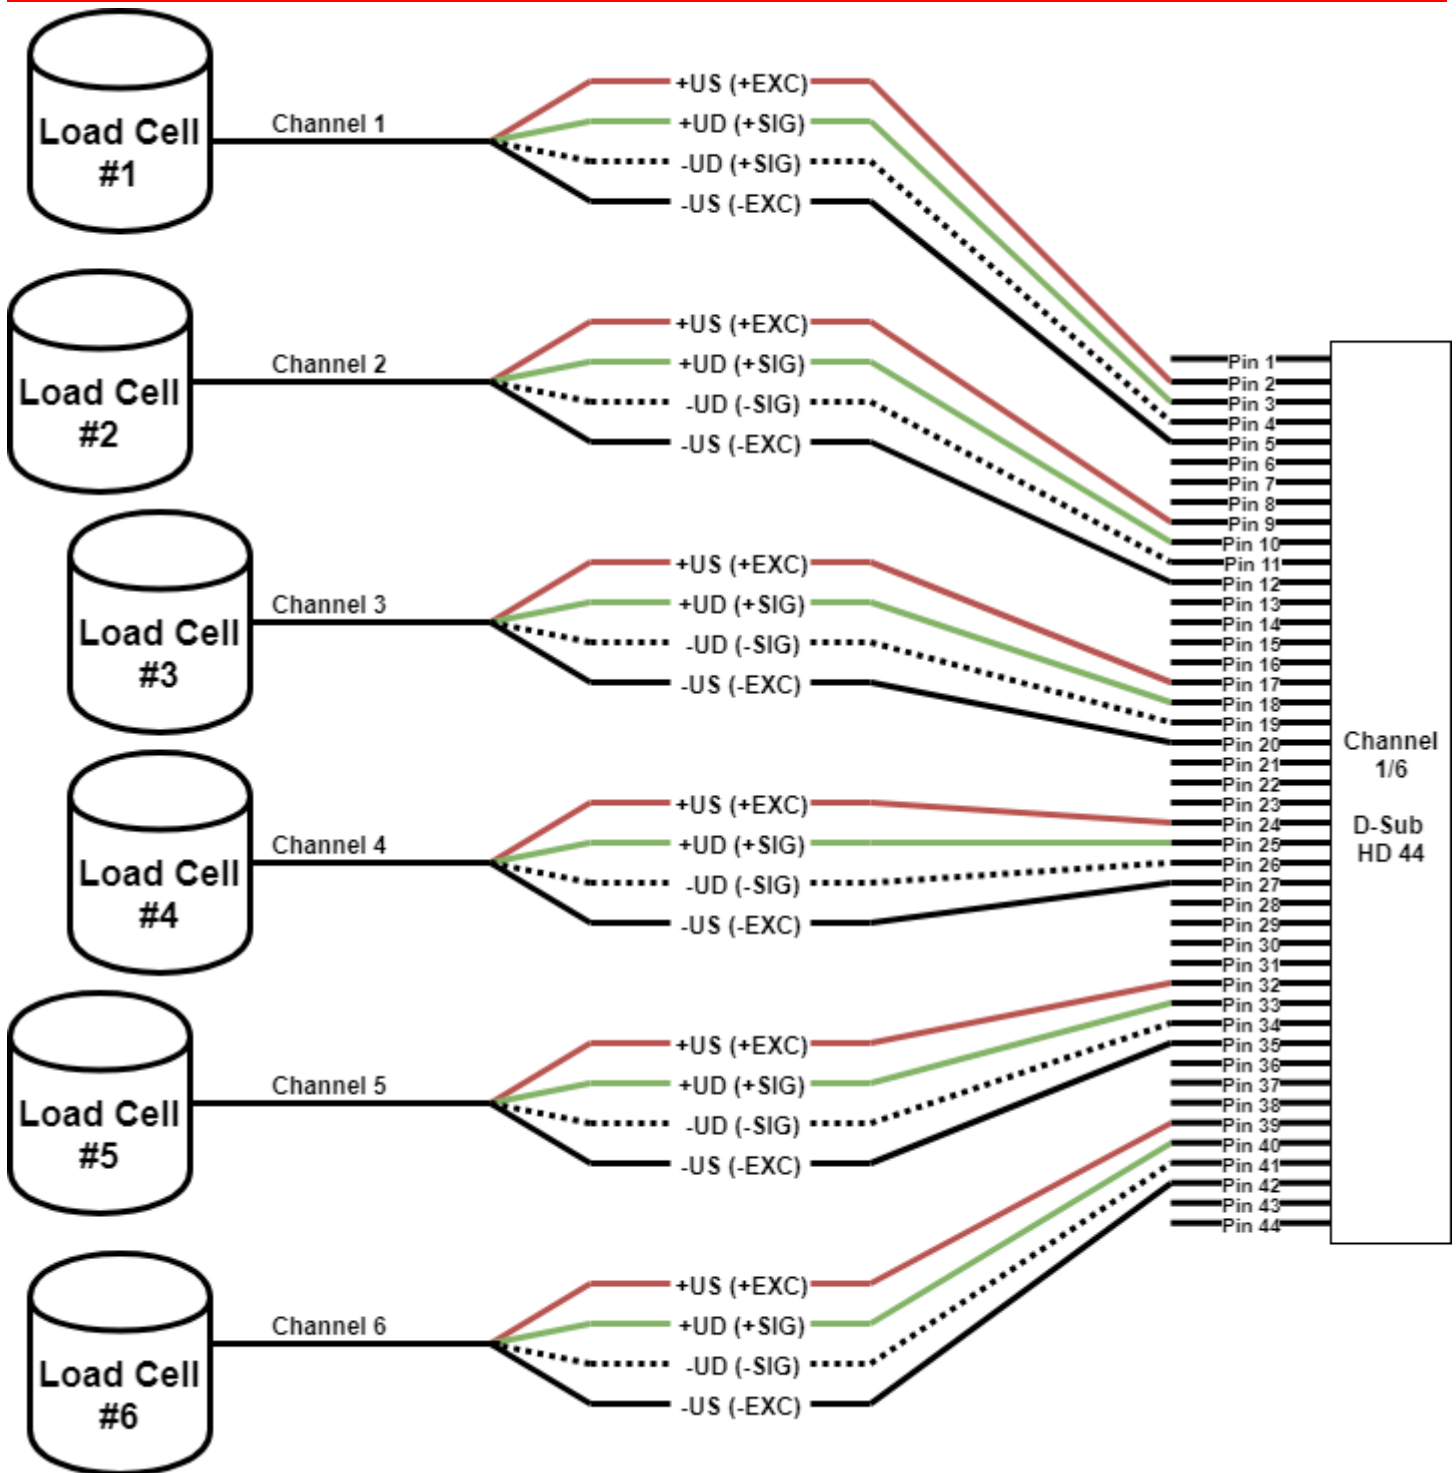 Load Cell
#1
Channel 1
+US (+EXC)
+UD (+SIG)
-UD (+SIG)
-US (-EXC)
Load Cell
#2
Channel 2
+US (+EXC)
+UD (+SIG)
-UD (-SIG)
-US (-EXC)
Load Cell
#3
Channel 3
+US (+EXC)
+UD (+SIG)
-UD (-SIG)
-US (-EXC)
Load Cell
#4
Channel 4
+US (+EXC)
+UD (+SIG)
-UD (-SIG)
-US (-EXC)
Load Cell
#5
Channel 5
+US (+EXC)
+UD (+SIG)
-UD (-SIG)
-US (-EXC)
Load Cell
#6
Channel 6
+US (+EXC)
+UD (+SIG)
-UD (-SIG)
-US (-EXC)
Pin 1
Pin 2
Pin 3
Pin 4
Pin 5
Pin 6
Pin 7
Pin 8
Pin 9
Pin 10
Pin 11
Pin 12
Pin 13
Pin 14
Pin 15
Pin 16
Pin 17
Pin 18
Pin 19
Pin 20
Pin 21
Pin 22
Pin 23
Pin 24
Pin 25
Pin 26
Pin 27
Pin 28
Pin 29
Pin 30
Pin 31
Pin 32
Pin 33
Pin 34
Pin 35
Pin 36
Pin 37
Pin 38
Pin 39
Pin 40
Pin 41
Pin 42
Pin 43
Pin 44
Channel
1/6
D-Sub
HD 44